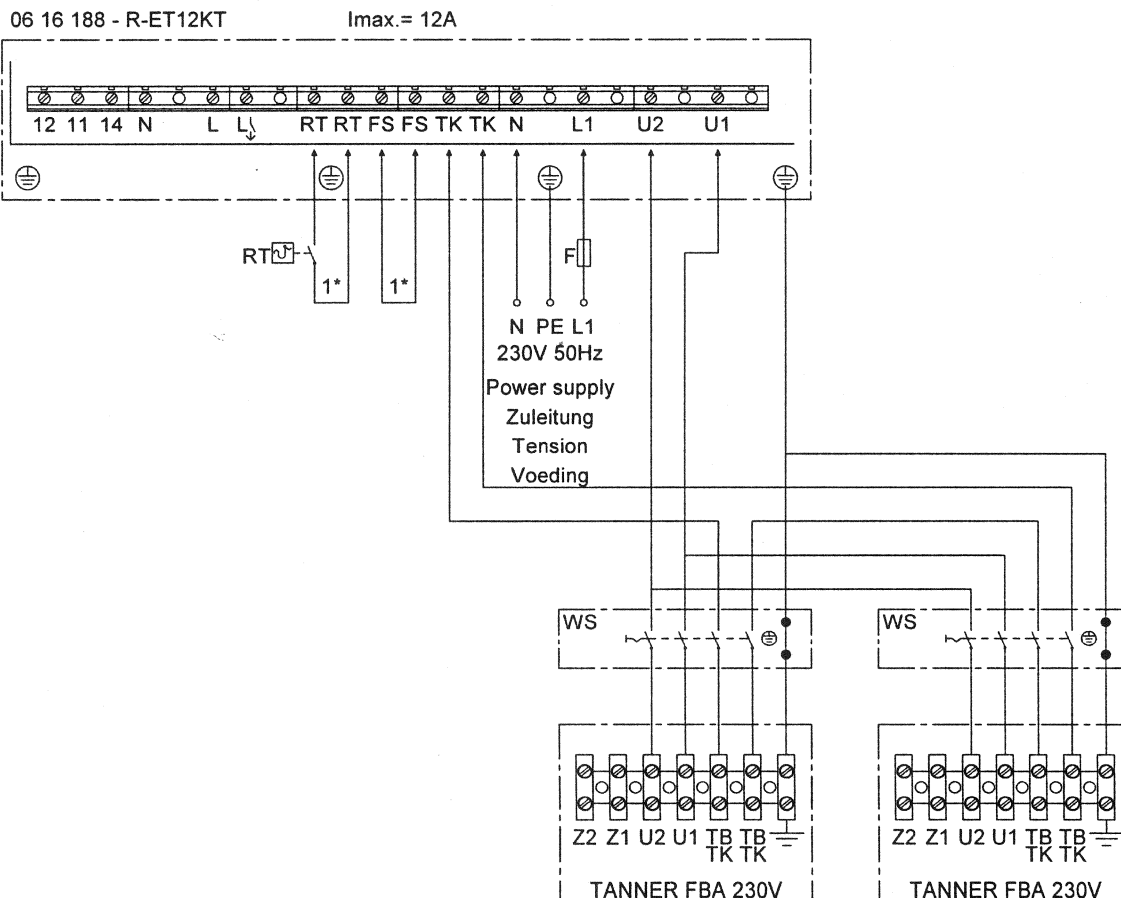 06 16 188 - R-ET12KT Imax.= 12A
12 11 14 N L L RT RT FS FS TK TK N L1 U2 U1
RT
F
1* 1*
N PE L1
230V 50Hz
Power supply
Zuleitung
Tension
Voeding
WS WS
Z2 Z1 U2 U1 TB TB Z2 Z1 U2 U1 TB TB
TK TK TK TK
TANNER FBA 230V TANNER FBA 230V